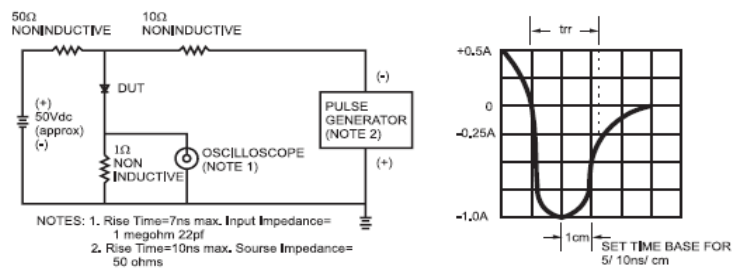 50Ω
NONINDUCTIVE
10Ω
NONINDUCTIVE
DUT
(+)
50Vdc
(approx)
(-)
1Ω
NON
INDUCTIVE
OSCILLOSCOPE
(NOTE 1)
(-)
PULSE
GENERATOR
(NOTE 2)
(+)
NOTES: 1. Rise Time=7ns max. Input Impedance=
1 megohm 22pf
2. Rise Time=10ns max. Sourse Impedance=
50 ohms
trr
+0.5A
0
-0.25A
-1.0A
1cm
SET TIME BASE FOR
5/ 10ns/ cm